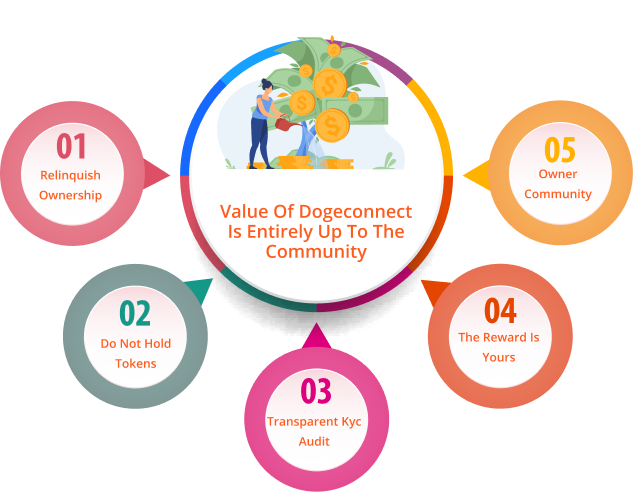 Value Of Dogeconnect
Is Entirely Up To The
Community
01
Relinquish
Ownership
02
Do Not Hold
Tokens
03
Transparent Kyc
Audit
04
The Reward Is
Yours
05
Owner
Community